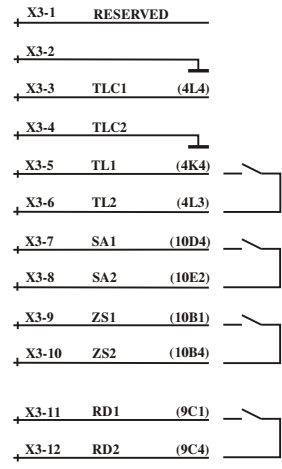 X3-1 RESERVED
X3-2
X3-3 TLC1 (4L4)
X3-4 TLC2
X3-5 TL1 (4K4)
X3-6 TL2 (4L3)
X3-7 SA1 (10D4)
X3-8 SA2 (10E2)
X3-9 ZS1 (10B1)
X3-10 ZS2 (10B4)
X3-11 RD1 (9C1)
X3-12 RD2 (9C4)